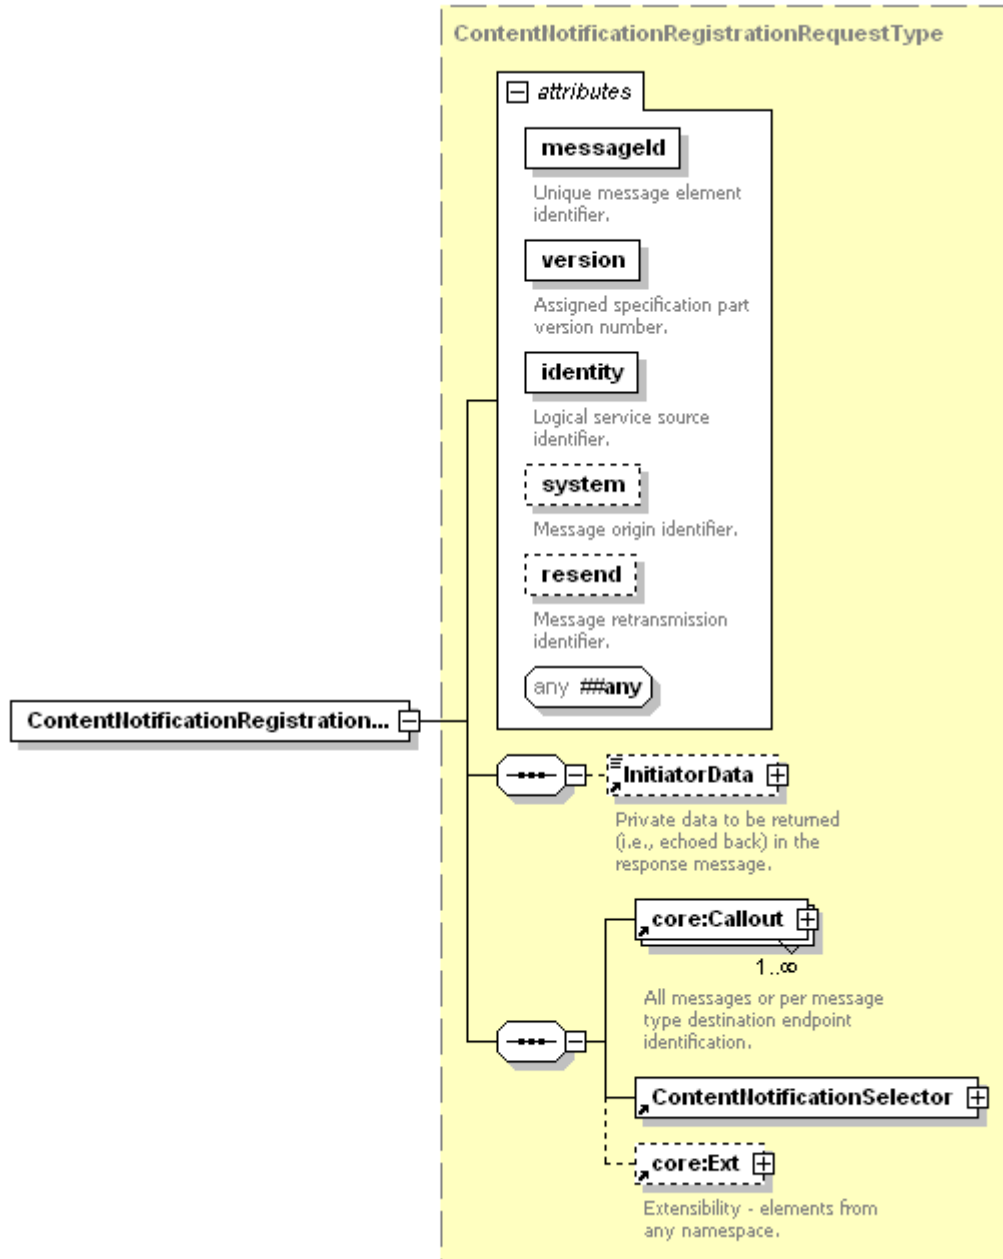 ContentNotificationRegistrationRequestType
attributes
messageId
Unique message element
identifier.
version
Assigned specification part
version number.
identity
Logical service source
identifier.
system
Message origin identifier.
resend
Message retransmission
identifier.
any ##any
ContentNotificationRegistration...
InitiatorData
Private data to be returned
(i.e., echoed back) in the
response message.
core:Callout
1..∞
All messages or per message
type destination endpoint
identification.
ContentNotificationSelector
core:Ext
Extensibility - elements from
any namespace.